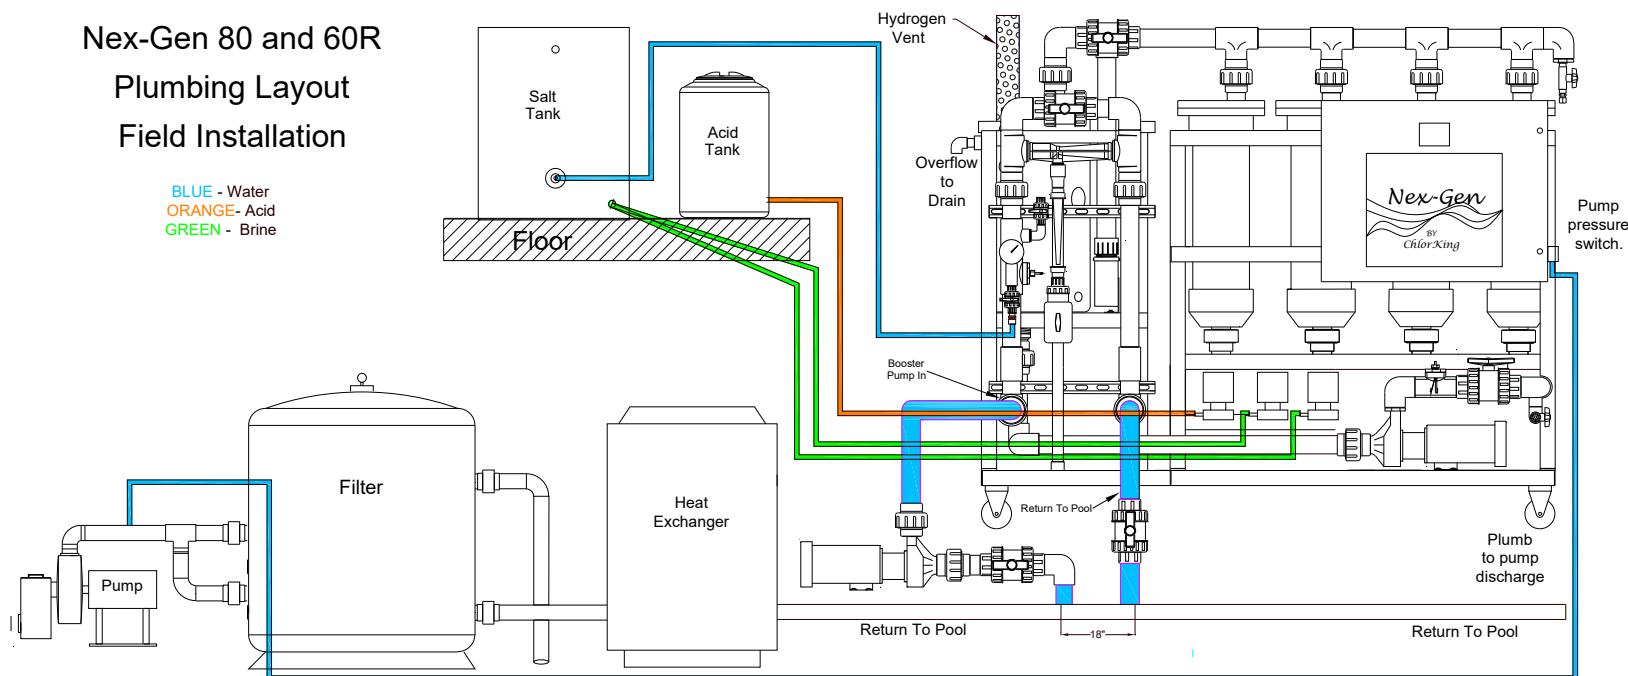 Nex-Gen 80 and 60R
Plumbing Layout
Field Installation
BLUE - Water
ORANGE- Acid
GREEN - Brine
Salt
Tank
Acid
Tank
Floor
Hydrogen
Vent
Overflow
to
Drain
Nex-Gen
BY
ChlorKing
Pump
pressure
switch.
Booster
Pump In
Filter
Heat
Exchanger
Return To Pool
Pump
Plumb
to pump
discharge
Return To Pool
18"
Return To Pool